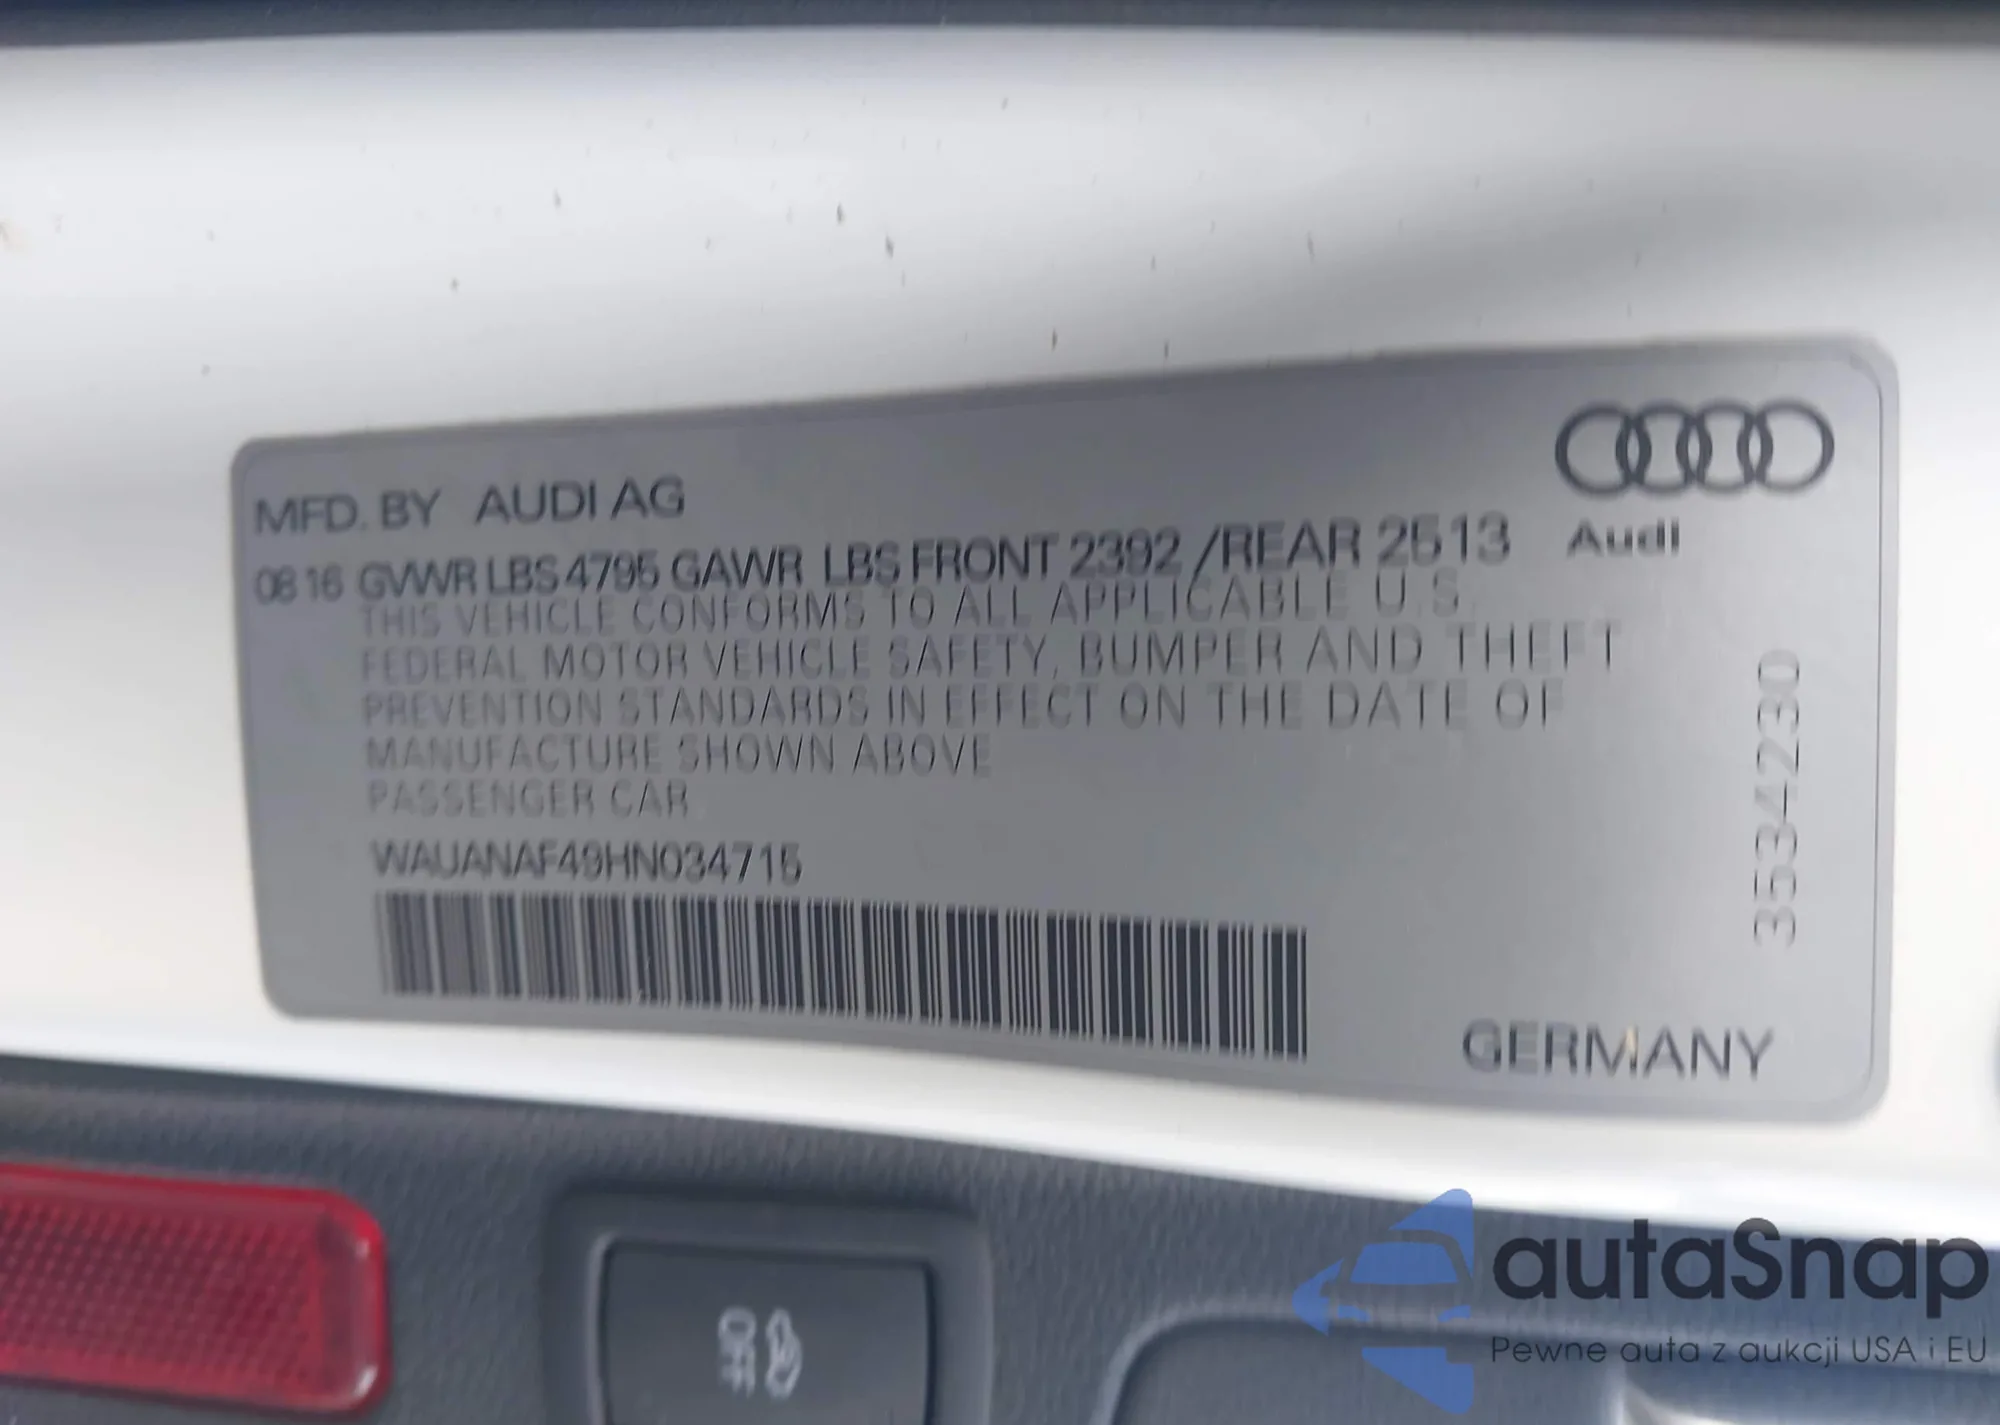 MFD. BY AUDI AG
Audi
08 16 GVWR LBS 4795 GAWR LBS FRONT 2392 /REAR 2513
THIS VEHICLE CONFORMS TO ALL APPLICABLE U.S.
FEDERAL MOTOR VEHICLE SAFETY, BUMPER AND THEFT
PREVENTION STANDARDS IN EFFECT ON THE DATE OF
MANUFACTURE SHOWN ABOVE
PASSENGER CAR
WAUANAF49HN034715
35342230
GERMANY
OFF
autaSnap
Pewne auta z aukcji USA i EU